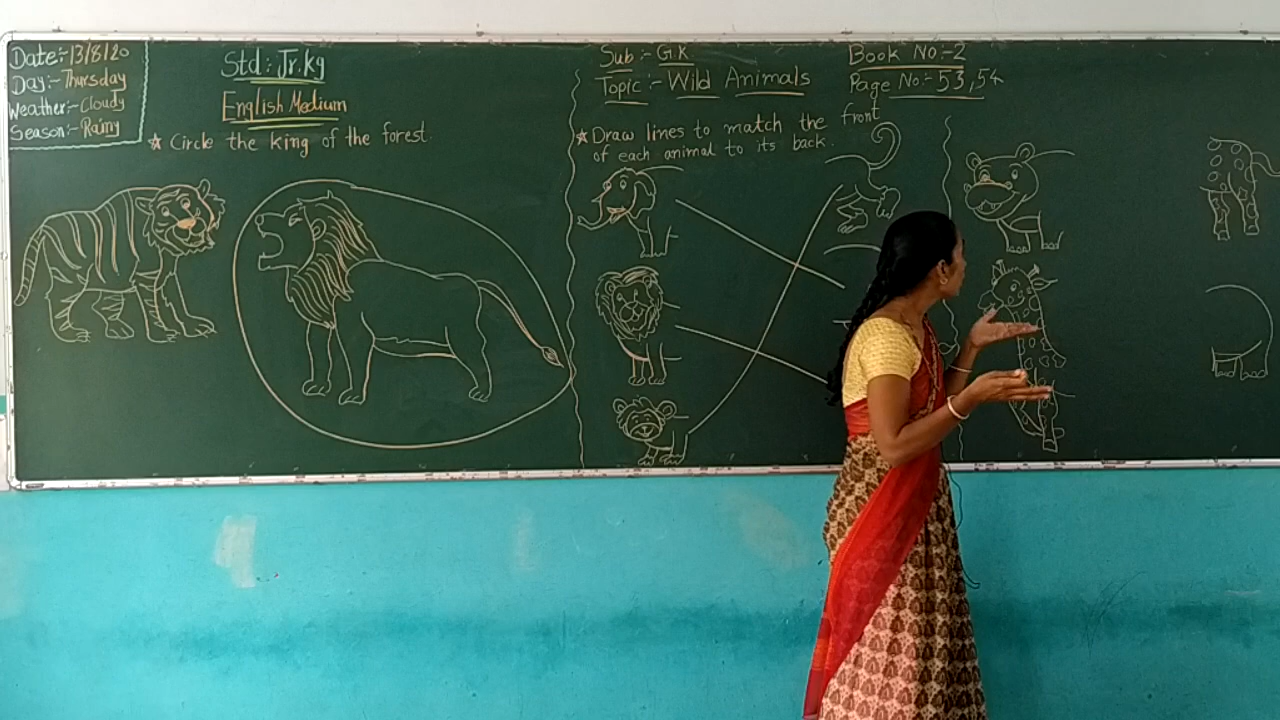 Date:-13/8/20
Day:- Thursday
Weather:- Cloudy
Season:- Rainy
Std:- Jr.kg
English Medium
★ Circle the king of the forest.
Sub:- G.K
Topic:- Wild Animals
Book No:-2
Page No:-53,54
★ Draw lines to match the front
of each animal to its back.